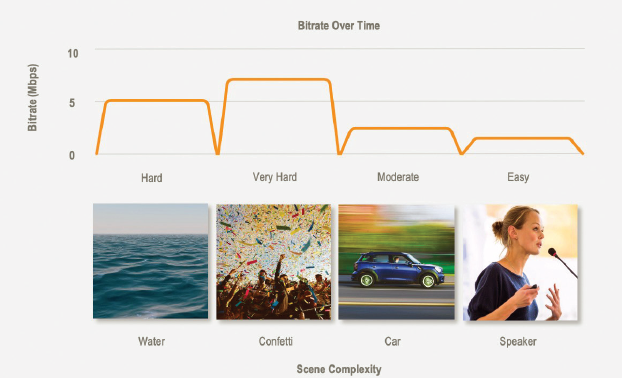 Bitrate Over Time
10
Bitrate (Mbps)
5
0
Hard Very Hard Moderate Easy
Water Confetti Car Speaker
Scene Complexity